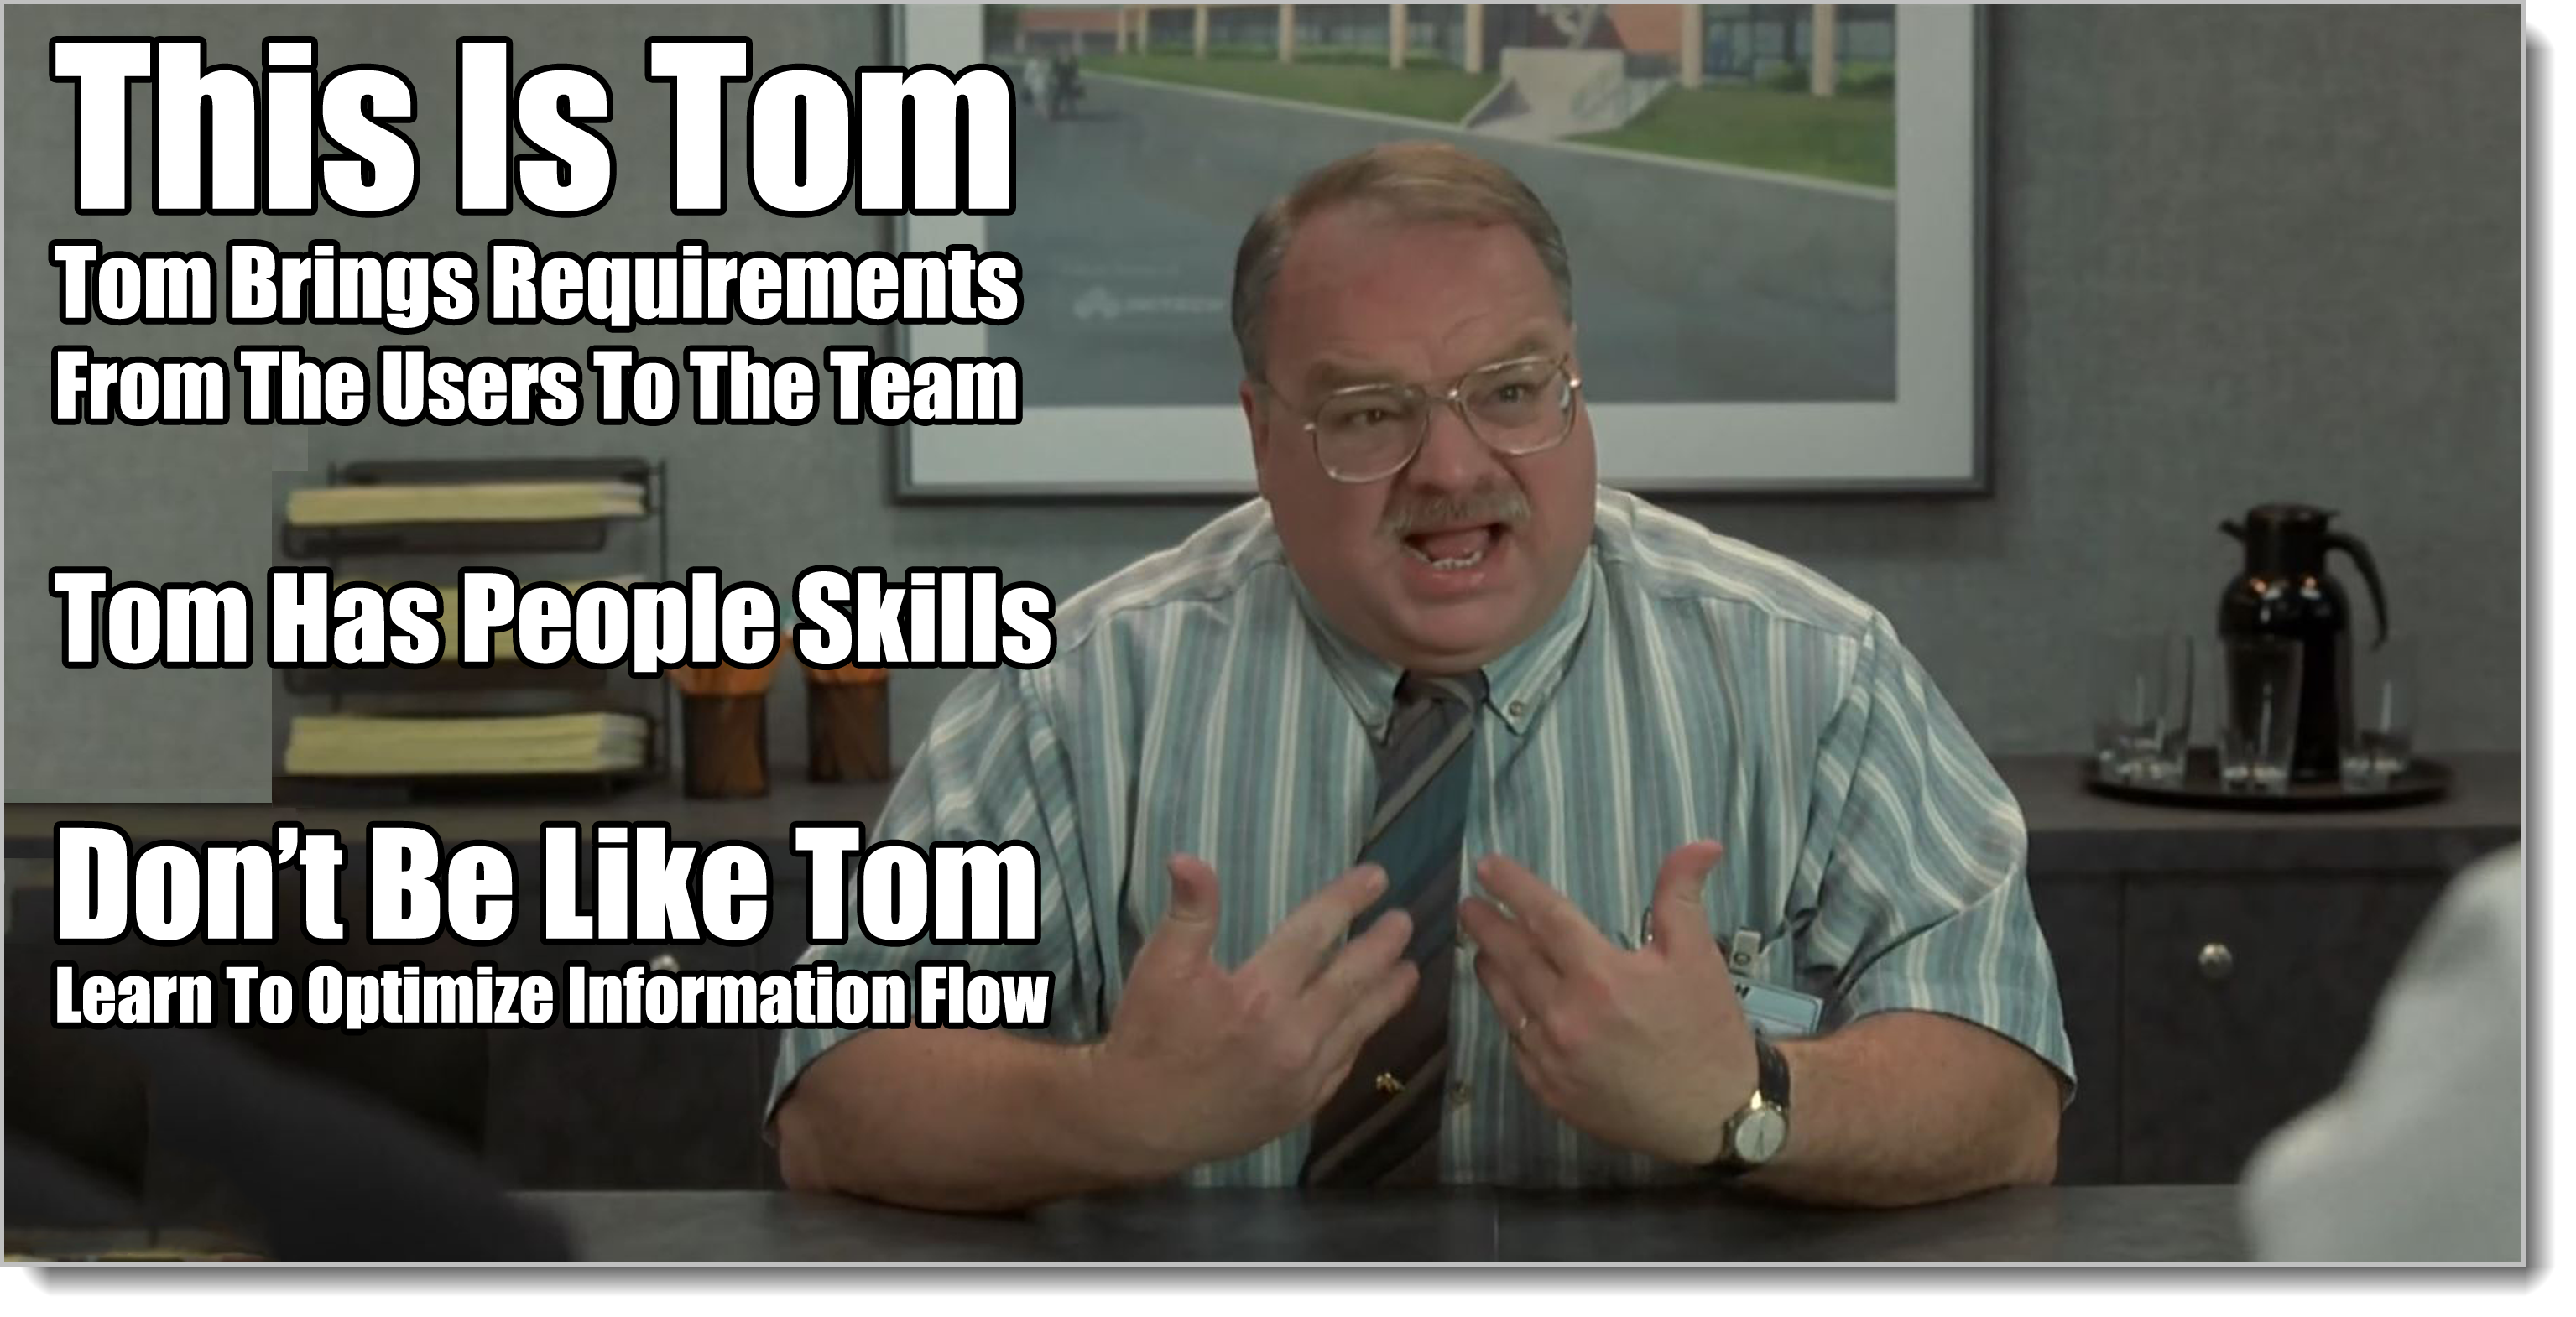 This Is Tom
Tom Brings Requirements
From The Users To The Team
INITECH
Tom Has People Skills
Don't Be Like Tom
Learn To Optimize Information Flow